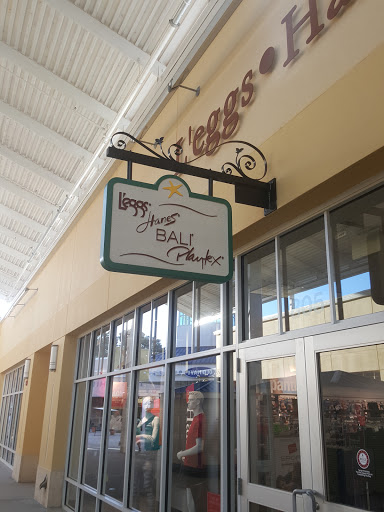 L'eggs • Ha
L'eggs
Hanes
BALI
Playtex